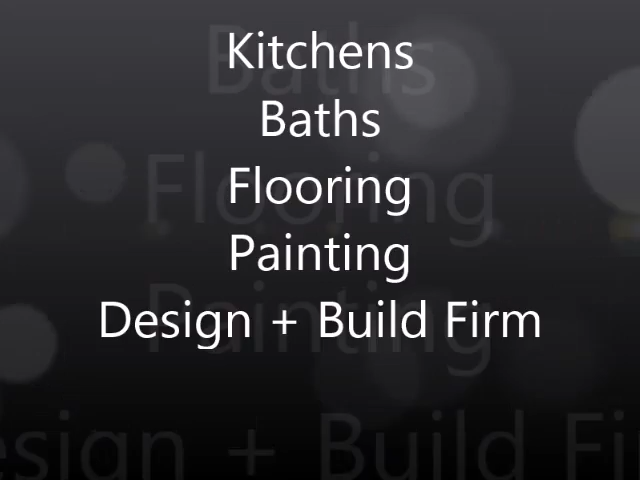 Kitchens
Baths
Flooring
Painting
Design + Build Firm